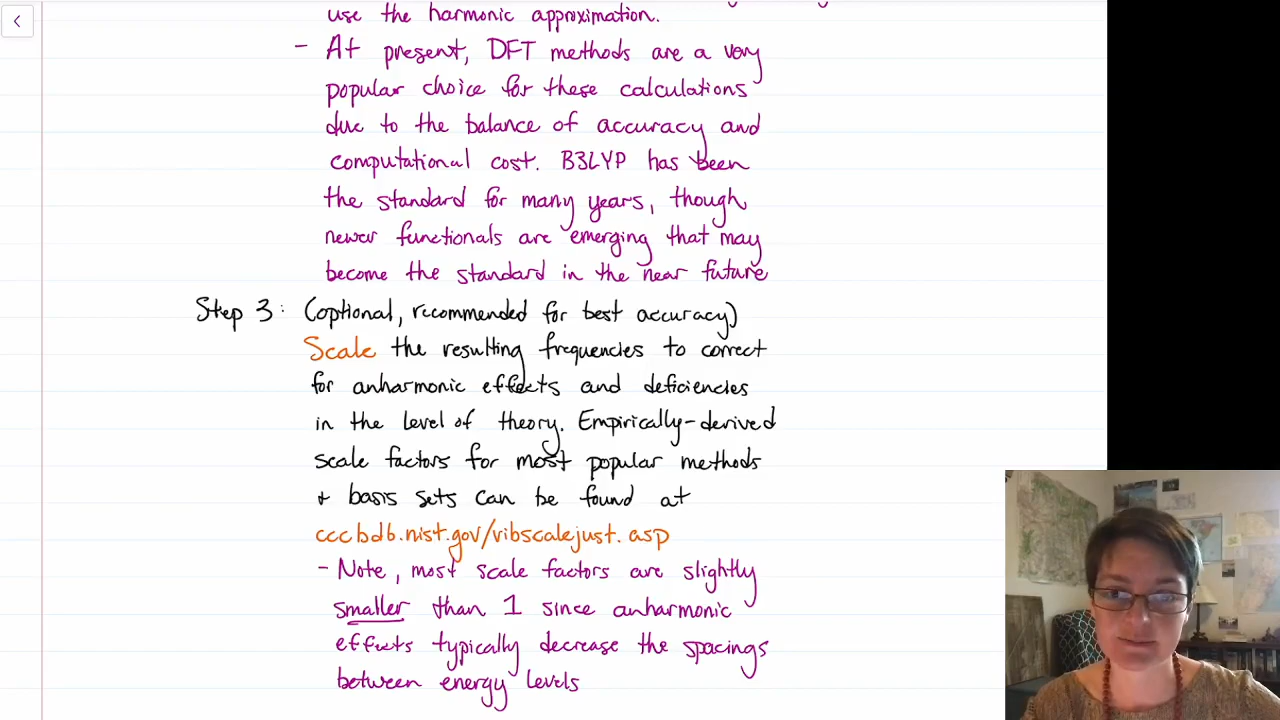 use the harmonic approximation.
- At present, DFT methods are a very
popular choice for these calculations
due to the balance of accuracy and
computational cost. B3LYP has been
the standard for many years, though
newer functionals are emerging that may
become the standard in the near future
Step 3: (optional, recommended for best accuracy)
Scale the resulting frequencies to correct
for anharmonic effects and deficiencies
in the level of theory. Empirically-derived
scale factors for most popular methods
+ basis sets can be found at
cccbdb.nist.gov/vibscalejust.asp
- Note, most scale factors are slightly
smaller than 1 since anharmonic
effects typically decrease the spacings
between energy levels